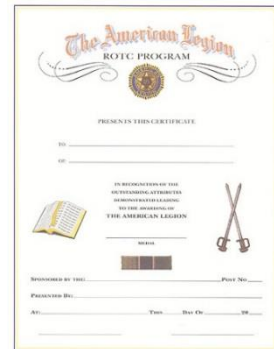 The American Legion
ROTC PROGRAM
PRESENTS THIS CERTIFICATE
TO
OF
IN RECOGNITION OF THE
OUTSTANDING ATTRIBUTES
DEMONSTRATED LEADING
TO THE AWARDING OF
THE AMERICAN LEGION
MEDAL
SPONSORED BY THE: POST NO.
PRESENTED BY:
AT: THIS DAY OF 20